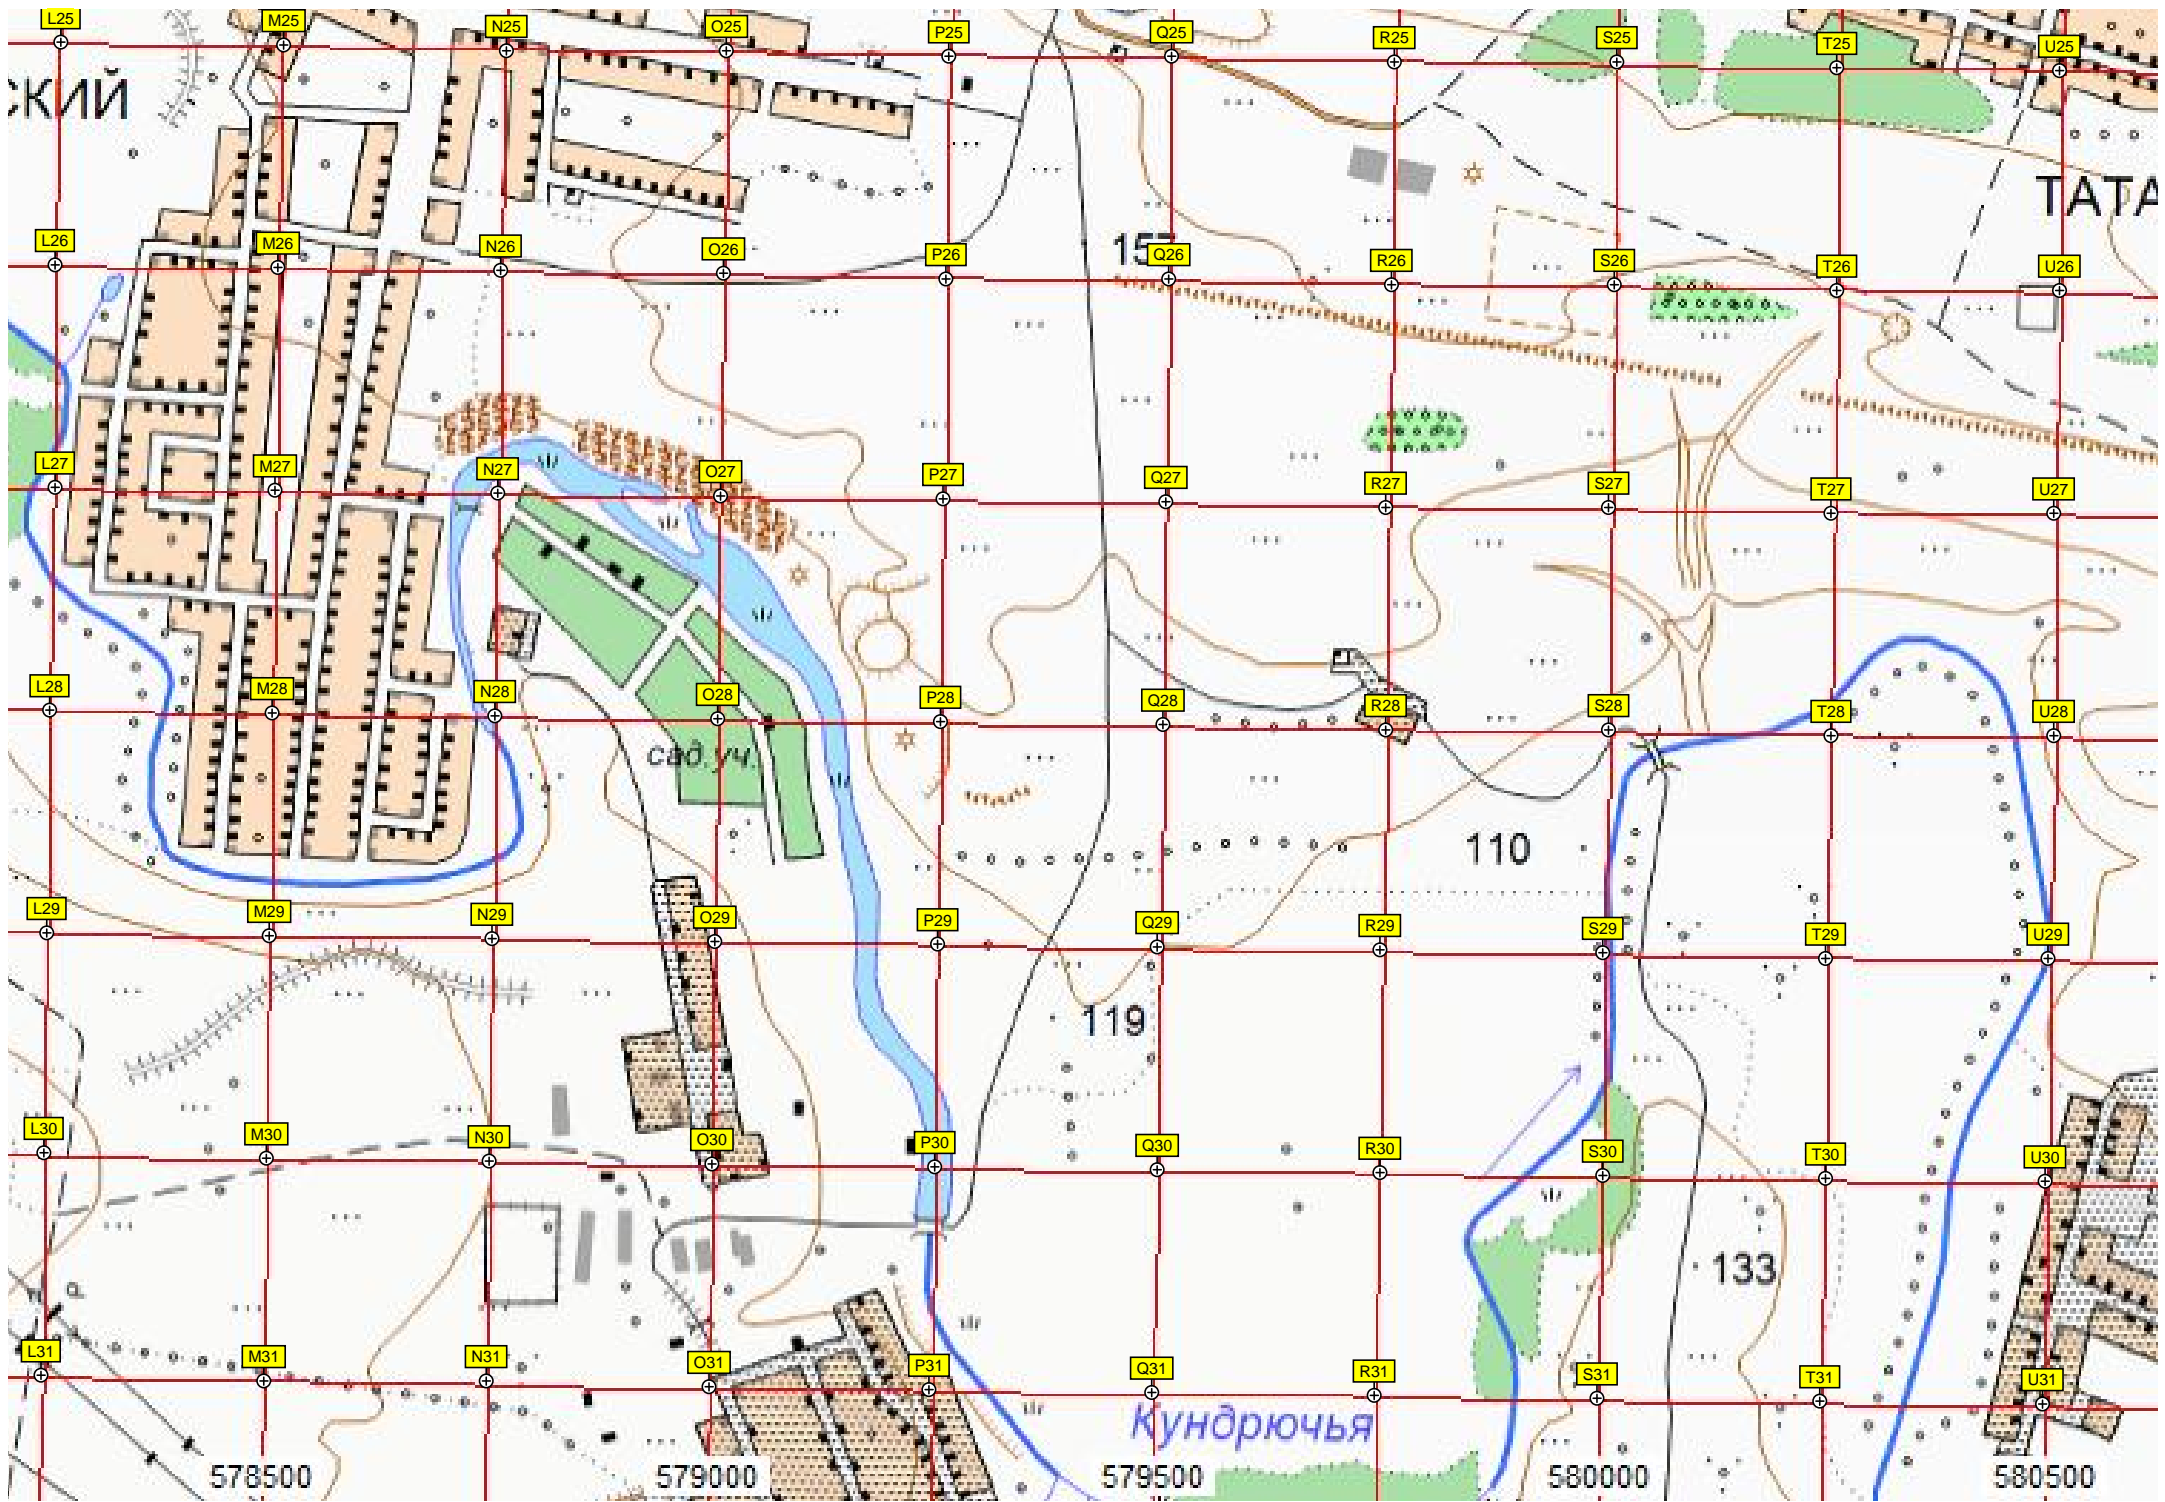 L25 M25 N25 O25 P25 Q25 R25 S25 T25 U25
СКИЙ
ТАТА
L26 M26 N26 O26 P26 Q26 R26 S26 T26 U26
L27 M27 N27 O27 P27 Q27 R27 S27 T27 U27
L28 M28 N28 O28 P28 Q28 R28 S28 T28 U28
сад.уч.
110
L29 M29 N29 O29 P29 Q29 R29 S29 T29 U29
119
L30 M30 N30 O30 P30 Q30 R30 S30 T30 U30
133
L31 M31 N31 O31 P31 Q31 R31 S31 T31 U31
Кундрючья
578500 579000 579500 580000 580500